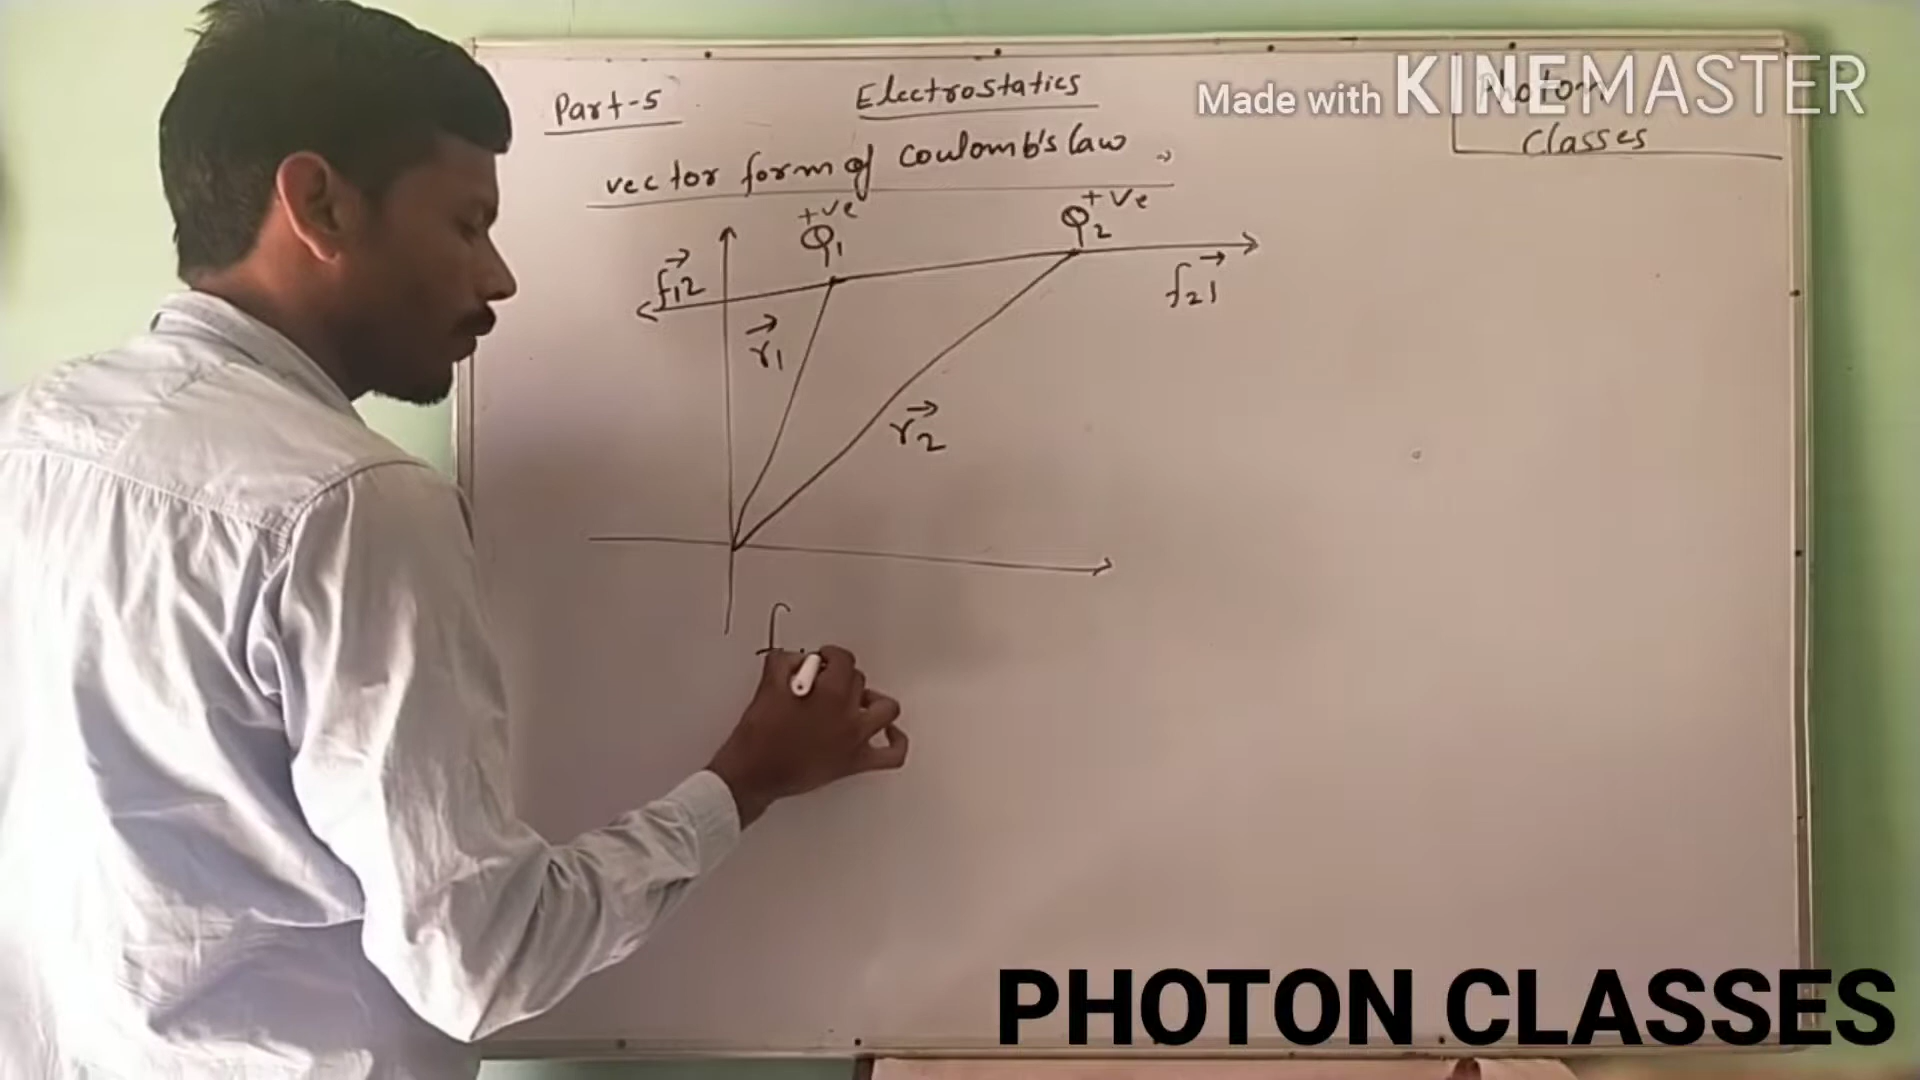 Part-5
Electrostatics
Made with KINEMASTER
Photon
Classes
vector form of Coulomb's law
+ve
Q1
+ve
Q2
f12
r1
f21
r2
f
PHOTON CLASSES